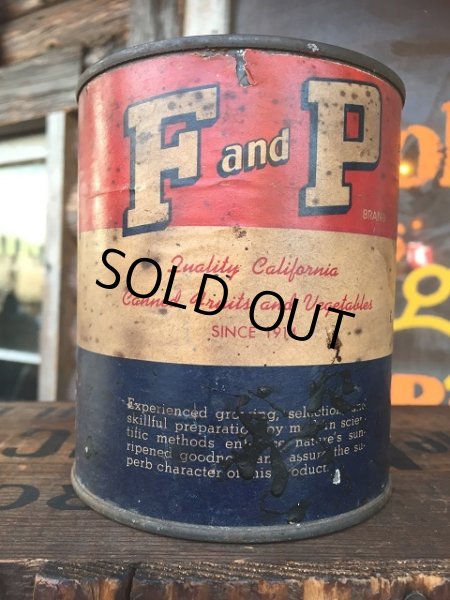 F and P
BRAND
Quality California
Canned Fruits and Vegetables
SINCE
SOLD OUT
Experienced growing, selection and
skillful preparation by modern scien-
tific methods enhances nature's sun-
ripened goodness and assure the su-
perb character of this product.